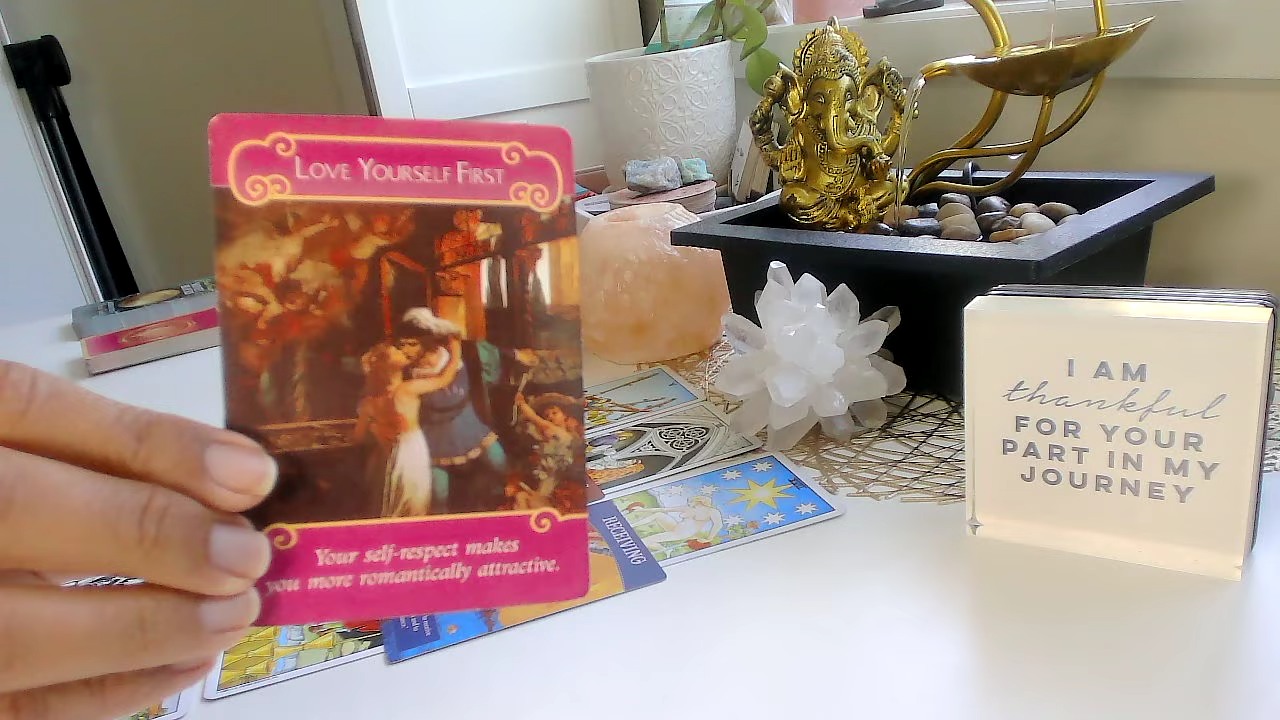 LOVE YOURSELF FIRST
Your self-respect makes
you more romantically attractive.
RECEIVING
I AM
thankful
FOR YOUR
PART IN MY
JOURNEY